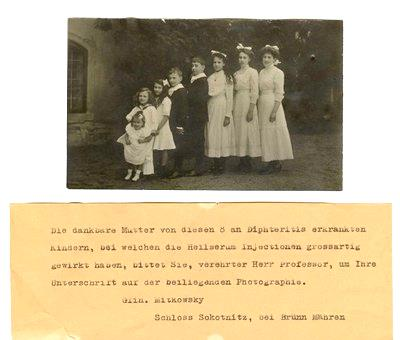 Die dankbare Mutter von diesen 8 an Diphteritis erkrankten
Kindern, bei welchen die Heilserum Injectionen grossartig
gewirkt haben, bittet Sie, verehrter Herr Professor, um Ihre
Unterschrift auf der beiliegenden Photographie.
Gfin. Mitkowsky
Schloss Sokotnitz, bei Brünn Mähren